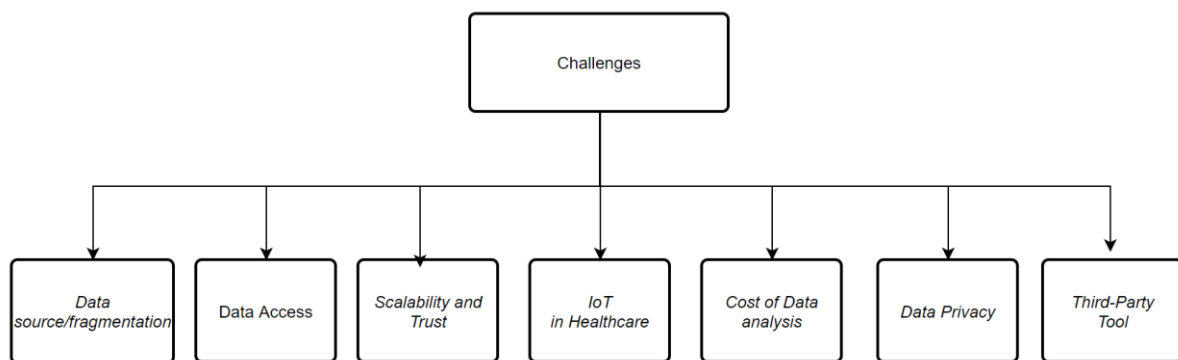 Challenges
Data
source/fragmentation
Data Access
Scalability and
Trust
IoT
in Healthcare
Cost of Data
analysis
Data Privacy
Third-Party
Tool